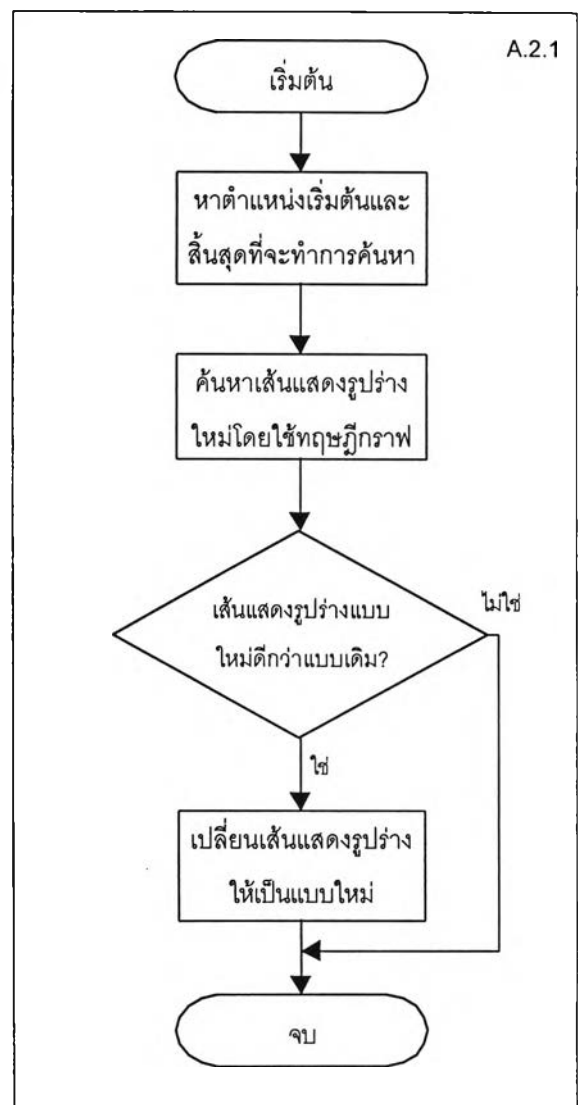 A.2.1
เริ่มต้น
หาตำแหน่งเริ่มต้นและ
สิ้นสุดที่จะทำการค้นหา
ค้นหาเส้นแสดงรูปร่าง
ใหม่โดยใช้ทฤษฎีกราฟ
เส้นแสดงรูปร่างแบบ
ใหม่ดีกว่าแบบเดิม?
ไม่ใช่
ใช่
เปลี่ยนเส้นแสดงรูปร่าง
ให้เป็นแบบใหม่
จบ